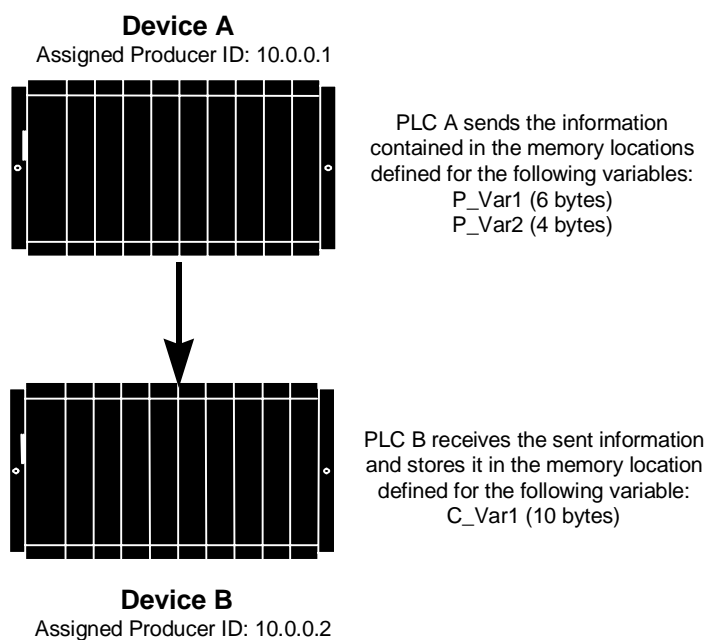 Device A
Assigned Producer ID: 10.0.0.1
PLC A sends the information
contained in the memory locations
defined for the following variables:
P_Var1 (6 bytes)
P_Var2 (4 bytes)
PLC B receives the sent information
and stores it in the memory location
defined for the following variable:
C_Var1 (10 bytes)
Device B
Assigned Producer ID: 10.0.0.2